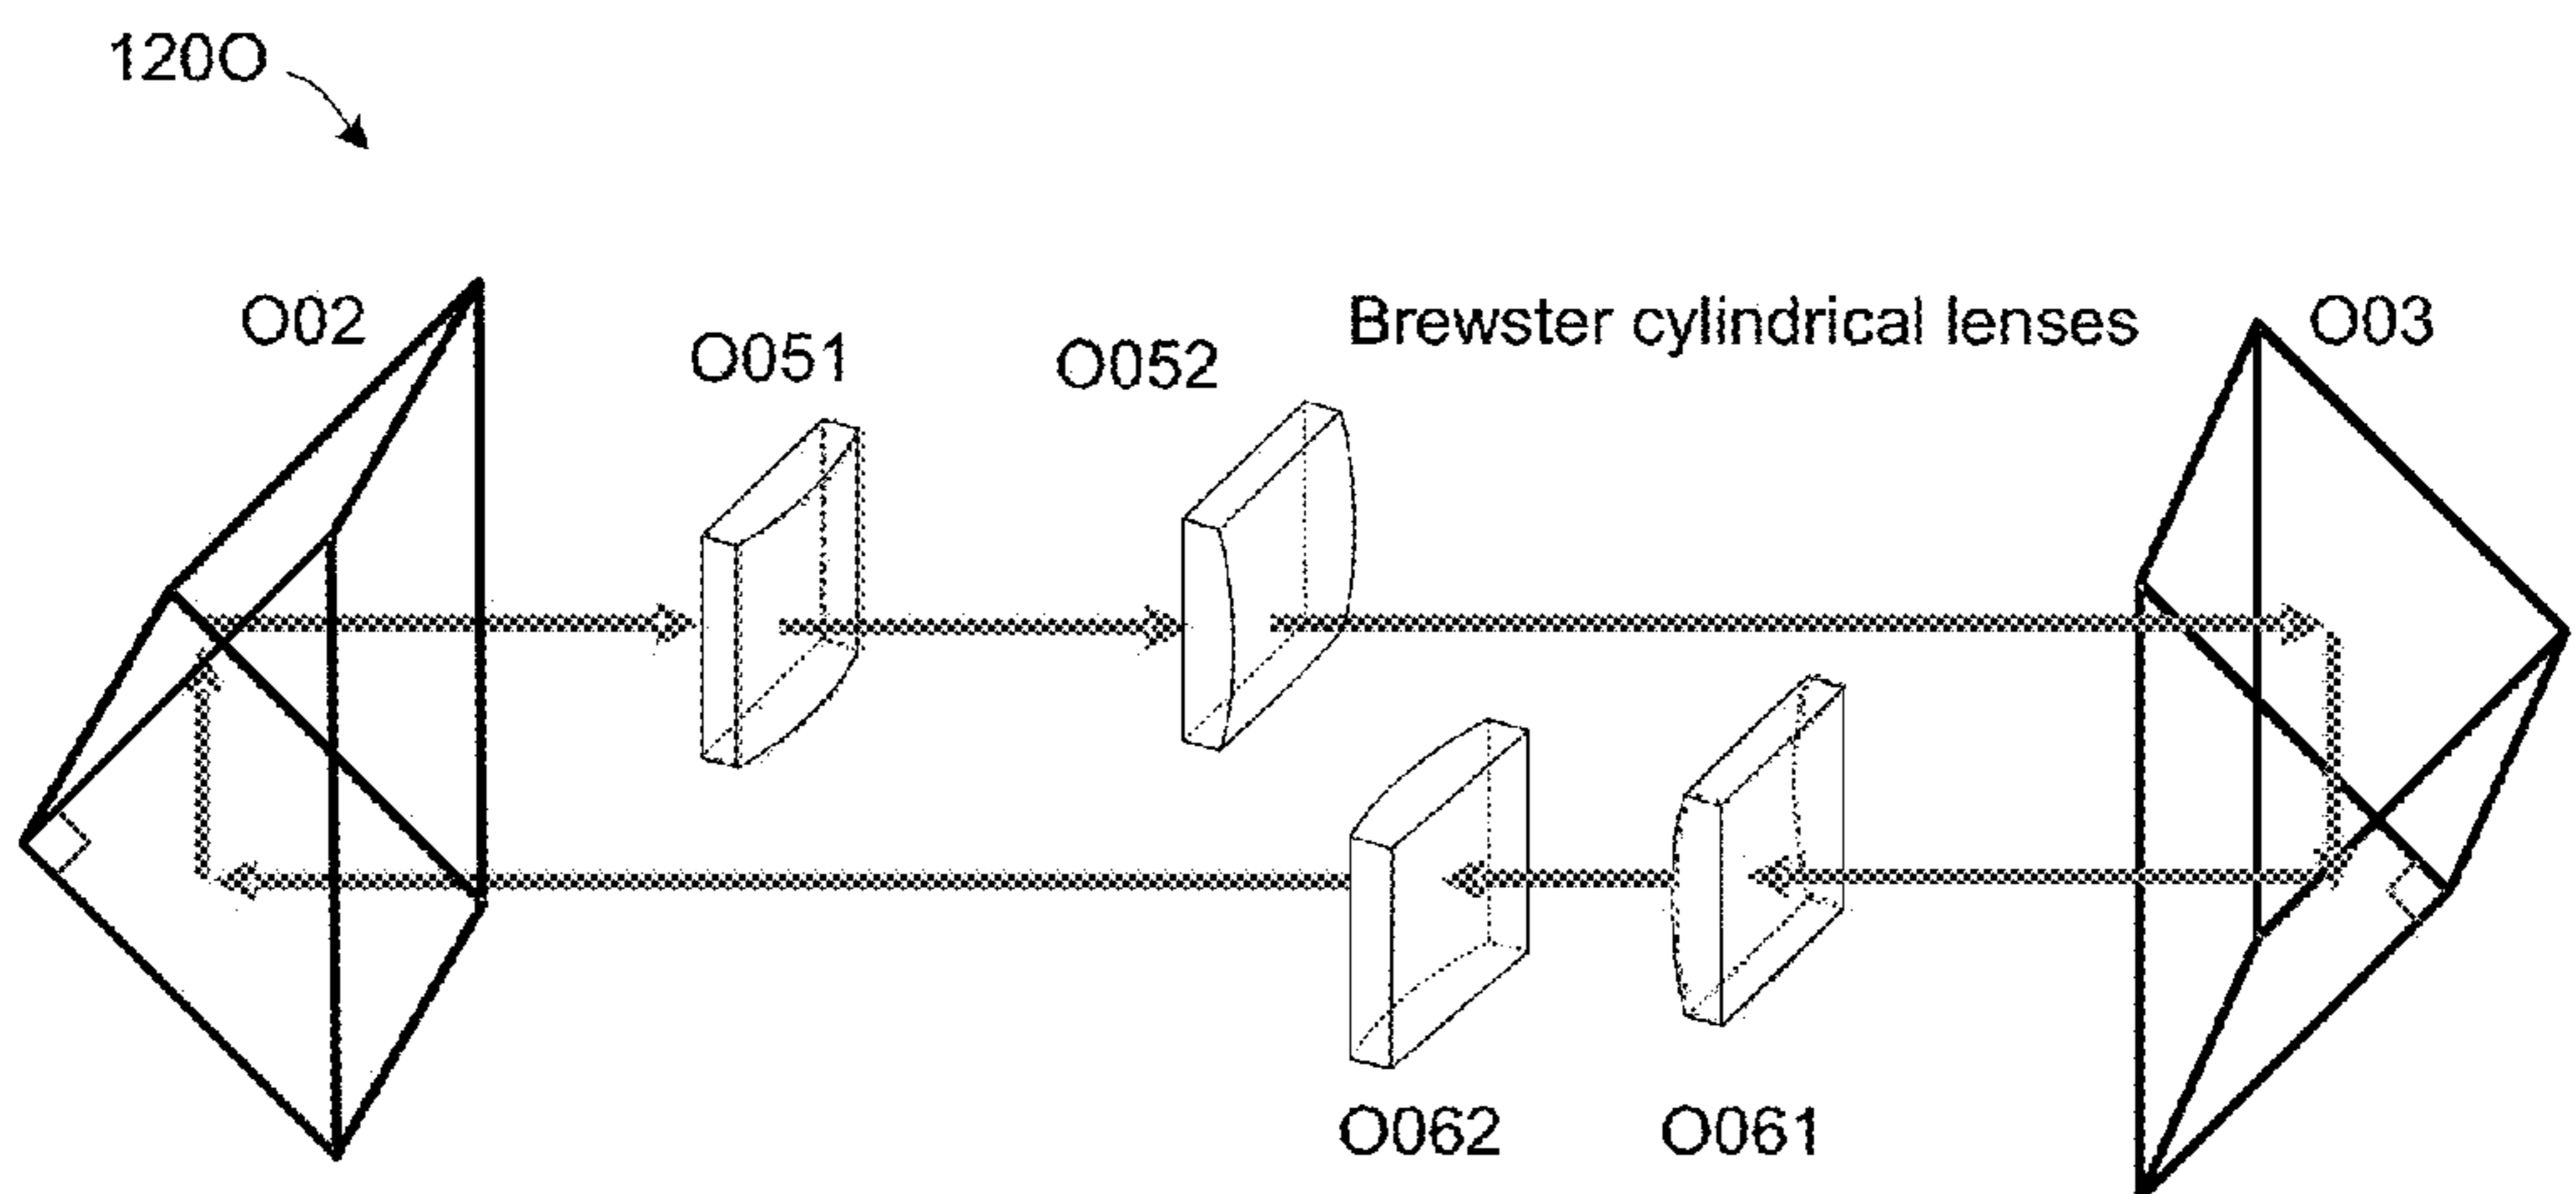 120O
O02
O051
O052
Brewster cylindrical lenses
O03
O062
O061